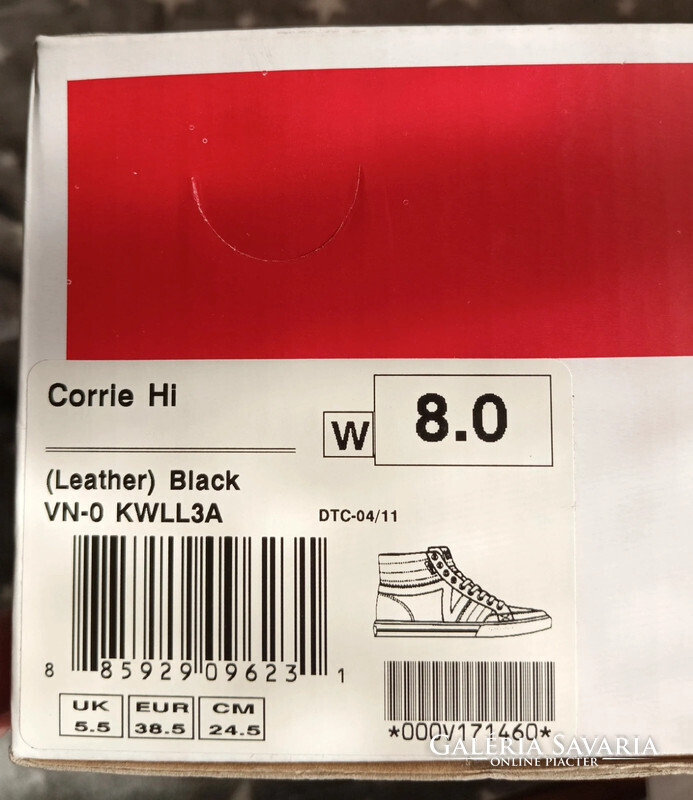 Corrie Hi
W 8.0
(Leather) Black
VN-0 KWLL3A
DTC-04/11
8 85929 09623 1
UK EUR CM
5.5 38.5 24.5
*000V171460*
GALERIA SAVARIA
ONLINE PIACTER